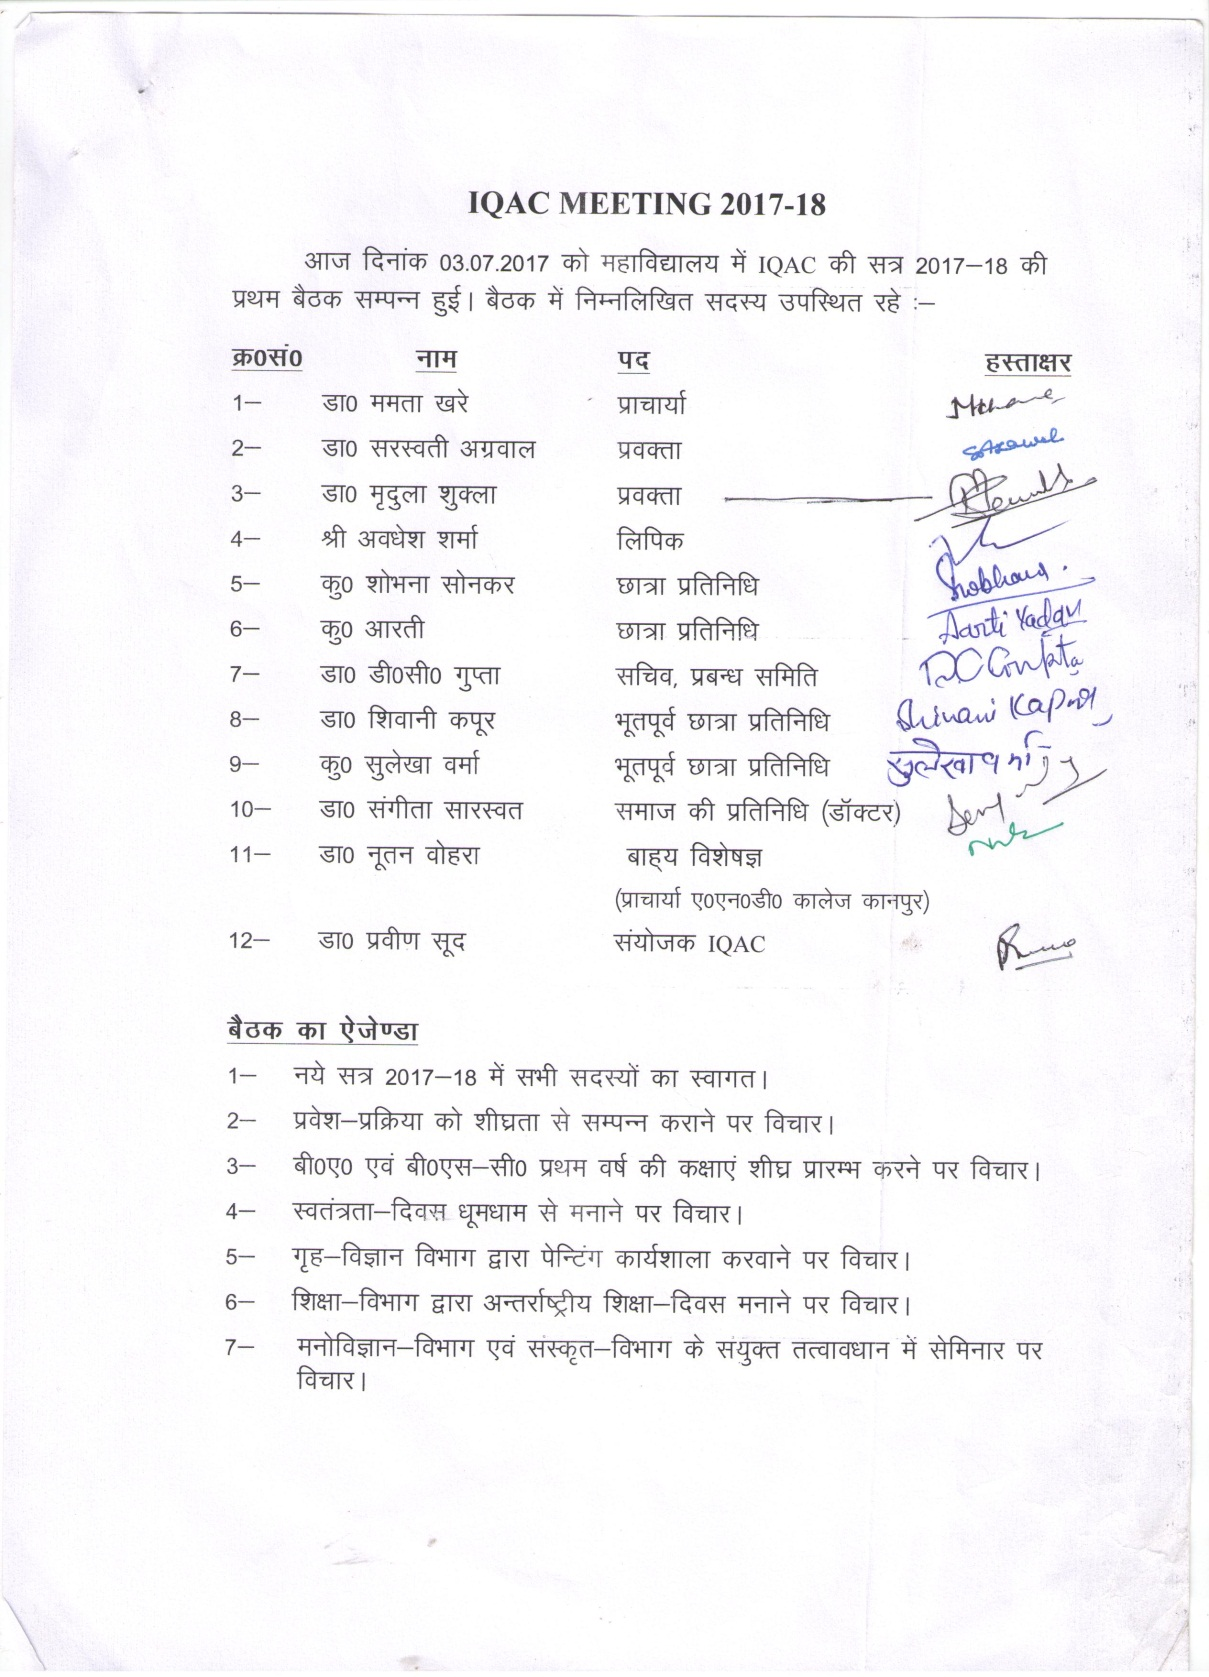 IQAC MEETING 2017-18
आज दिनांक 03.07.2017 को महाविद्यालय में IQAC की सत्र 2017–18 की
प्रथम बैठक सम्पन्न हुई। बैठक में निम्नलिखित सदस्य उपस्थित रहे :–
क्र0सं0 नाम पद हस्ताक्षर
1– डा0 ममता खरे प्राचार्या
2– डा0 सरस्वती अग्रवाल प्रवक्ता
3– डा0 मृदुला शुक्ला प्रवक्ता
4– श्री अवधेश शर्मा लिपिक
5– कु0 शोभना सोनकर छात्रा प्रतिनिधि Shobhana.
6– कु0 आरती छात्रा प्रतिनिधि Aarti Yadav
7– डा0 डी0सी0 गुप्ता सचिव, प्रबन्ध समिति DC Gupta
8– डा0 शिवानी कपूर भूतपूर्व छात्रा प्रतिनिधि Shivani Kapoor
9– कु0 सुलेखा वर्मा भूतपूर्व छात्रा प्रतिनिधि सुलेखा वर्मा
10– डा0 संगीता सारस्वत समाज की प्रतिनिधि (डॉक्टर)
11– डा0 नूतन वोहरा बाह्य विशेषज्ञ
(प्राचार्या ए0एन0डी0 कालेज कानपुर)
12– डा0 प्रवीण सूद संयोजक IQAC
बैठक का ऐजेण्डा
1– नये सत्र 2017–18 में सभी सदस्यों का स्वागत।
2– प्रवेश–प्रक्रिया को शीघ्रता से सम्पन्न कराने पर विचार।
3– बी0ए0 एवं बी0एस–सी0 प्रथम वर्ष की कक्षाएं शीघ्र प्रारम्भ करने पर विचार।
4– स्वतंत्रता–दिवस धूमधाम से मनाने पर विचार।
5– गृह–विज्ञान विभाग द्वारा पेन्टिंग कार्यशाला करवाने पर विचार।
6– शिक्षा–विभाग द्वारा अन्तर्राष्ट्रीय शिक्षा–दिवस मनाने पर विचार।
7– मनोविज्ञान–विभाग एवं संस्कृत–विभाग के संयुक्त तत्वावधान में सेमिनार पर
विचार।